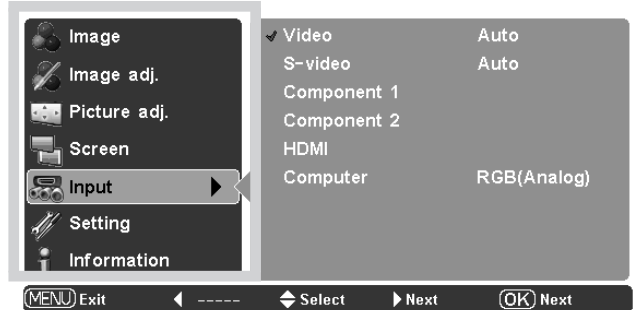 Image
Image adj.
Picture adj.
Screen
Input
Setting
Information
Video Auto
S-video Auto
Component 1
Component 2
HDMI
Computer RGB(Analog)
MENU Exit ----- Select Next OK Next